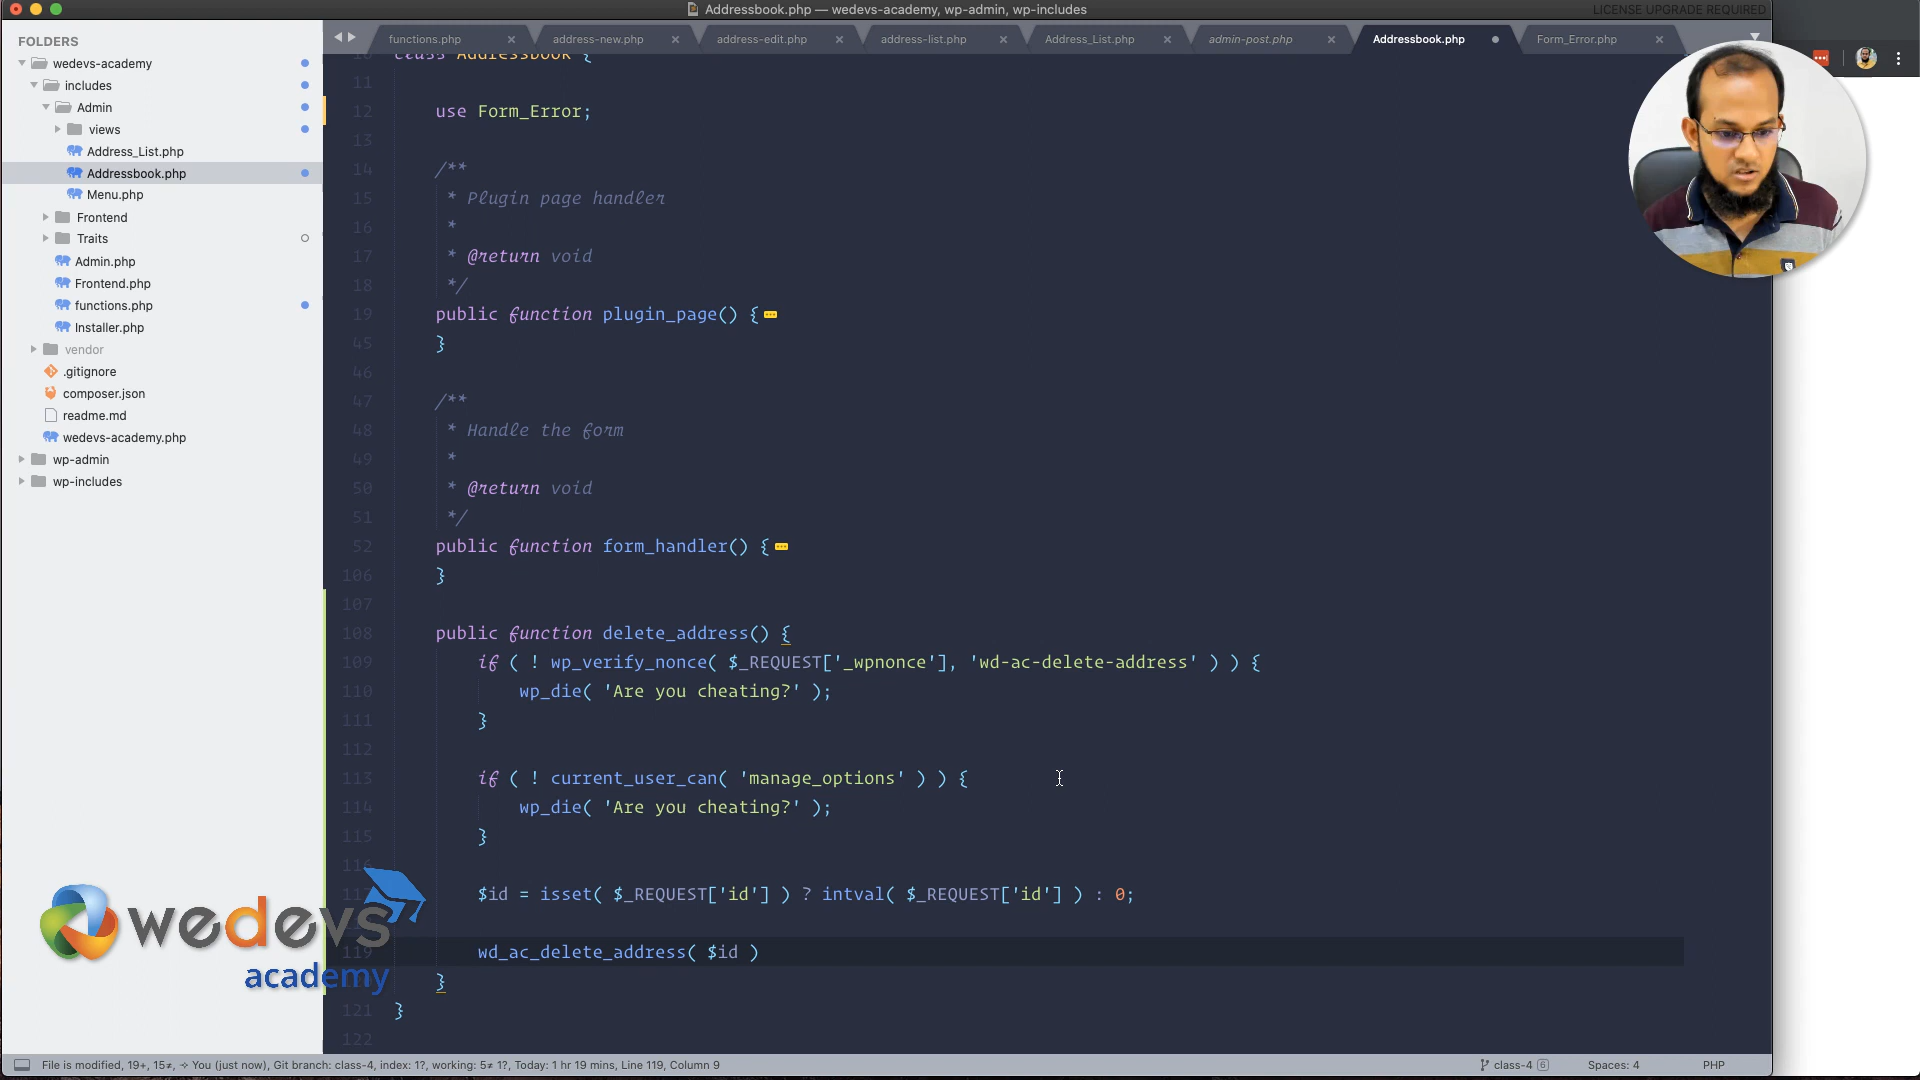 Addressbook.php — wedevs-academy, wp-admin, wp-includes
LICENSE UPGRADE REQUIRED
FOLDERS
wedevs-academy
includes
Admin
views
Address_List.php
Addressbook.php
Menu.php
Frontend
Traits
Admin.php
Frontend.php
functions.php
Installer.php
vendor
.gitignore
composer.json
readme.md
wedevs-academy.php
wp-admin
wp-includes
functions.php
address-new.php
address-edit.php
address-list.php
Address_List.php
admin-post.php
Addressbook.php
Form_Error.php
10 class Addressbook {
11
12 use Form_Error;
13
14 /**
15 * Plugin page handler
16 *
17 * @return void
18 */
19 public function plugin_page() {
45 }
46
47 /**
48 * Handle the form
49 *
50 * @return void
51 */
52 public function form_handler() {
106 }
107
108 public function delete_address() {
109 if ( ! wp_verify_nonce( $_REQUEST['_wpnonce'], 'wd-ac-delete-address' ) ) {
110 wp_die( 'Are you cheating?' );
111 }
112
113 if ( ! current_user_can( 'manage_options' ) ) {
114 wp_die( 'Are you cheating?' );
115 }
116
117 $id = isset( $_REQUEST['id'] ) ? intval( $_REQUEST['id'] ) : 0;
119 wd_ac_delete_address( $id )
}
121 }
122
wedevs
academy
File is modified, 19+, 15≠, ✧ You (just now), Git branch: class-4, index: 1?, working: 5≠ 1?, Today: 1 hr 19 mins, Line 119, Column 9
class-4 6
Spaces: 4
PHP